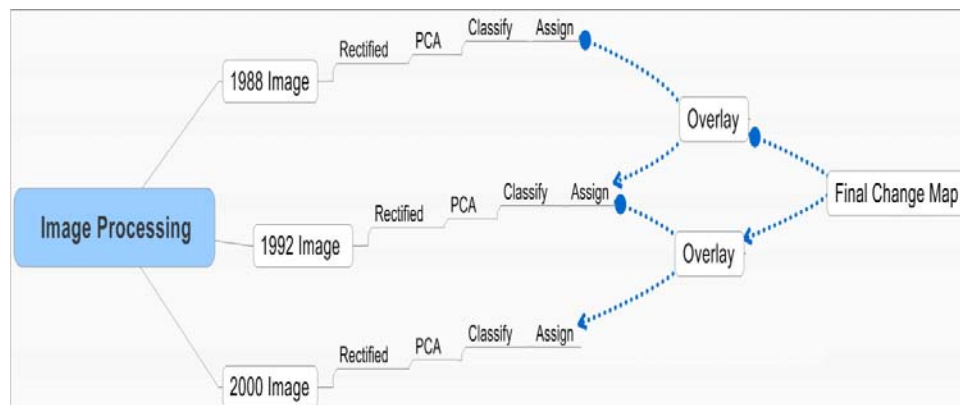 Image Processing
1988 Image
Rectified
PCA
Classify
Assign
Overlay
1992 Image
Rectified
PCA
Classify
Assign
Overlay
Final Change Map
2000 Image
Rectified
PCA
Classify
Assign